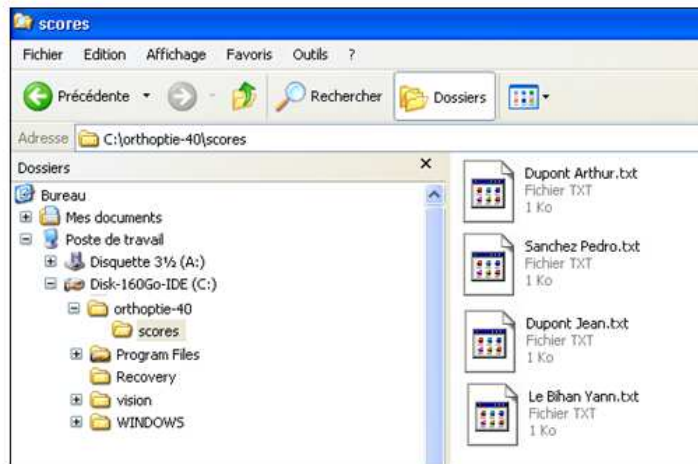 scores
Fichier Edition Affichage Favoris Outils ?
Précédente Rechercher Dossiers
Adresse C:\orthoptie-40\scores
Dossiers
Bureau
Mes documents
Poste de travail
Disquette 3½ (A:)
Disk-160Go-IDE (C:)
orthoptie-40
scores
Program Files
Recovery
vision
WINDOWS
Dupont Arthur.txt
Fichier TXT
1 Ko
Sanchez Pedro.txt
Fichier TXT
1 Ko
Dupont Jean.txt
Fichier TXT
1 Ko
Le Bihan Yann.txt
Fichier TXT
1 Ko